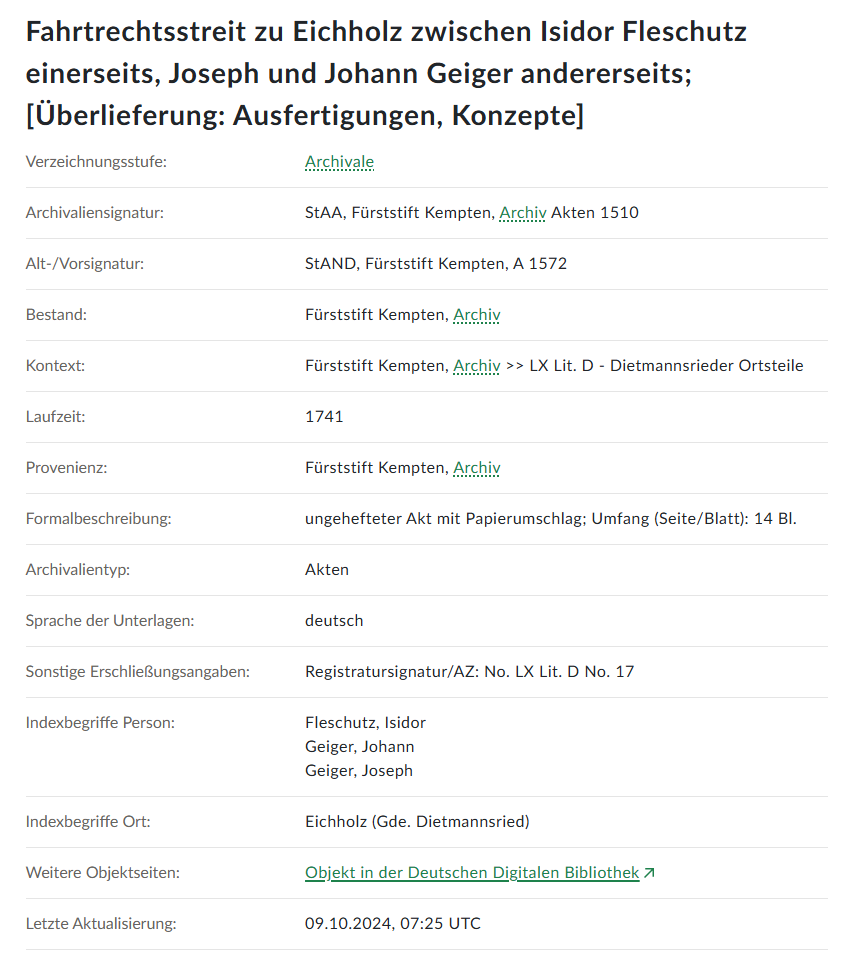 Fahrtrechtsstreit zu Eichholz zwischen Isidor Fleschutz
einerseits, Joseph und Johann Geiger andererseits;
[Überlieferung: Ausfertigungen, Konzepte]
Verzeichnungsstufe: Archivale
Archivaliensignatur: StAA, Fürststift Kempten, Archiv Akten 1510
Alt-/Vorsignatur: StAND, Fürststift Kempten, A 1572
Bestand: Fürststift Kempten, Archiv
Kontext: Fürststift Kempten, Archiv >> LX Lit. D - Dietmannsrieder Ortsteile
Laufzeit: 1741
Provenienz: Fürststift Kempten, Archiv
Formalbeschreibung: ungehefteter Akt mit Papierumschlag; Umfang (Seite/Blatt): 14 Bl.
Archivalientyp: Akten
Sprache der Unterlagen: deutsch
Sonstige Erschließungsangaben: Registratursignatur/AZ: No. LX Lit. D No. 17
Indexbegriffe Person: Fleschutz, Isidor
Geiger, Johann
Geiger, Joseph
Indexbegriffe Ort: Eichholz (Gde. Dietmannsried)
Weitere Objektseiten: Objekt in der Deutschen Digitalen Bibliothek
Letzte Aktualisierung: 09.10.2024, 07:25 UTC